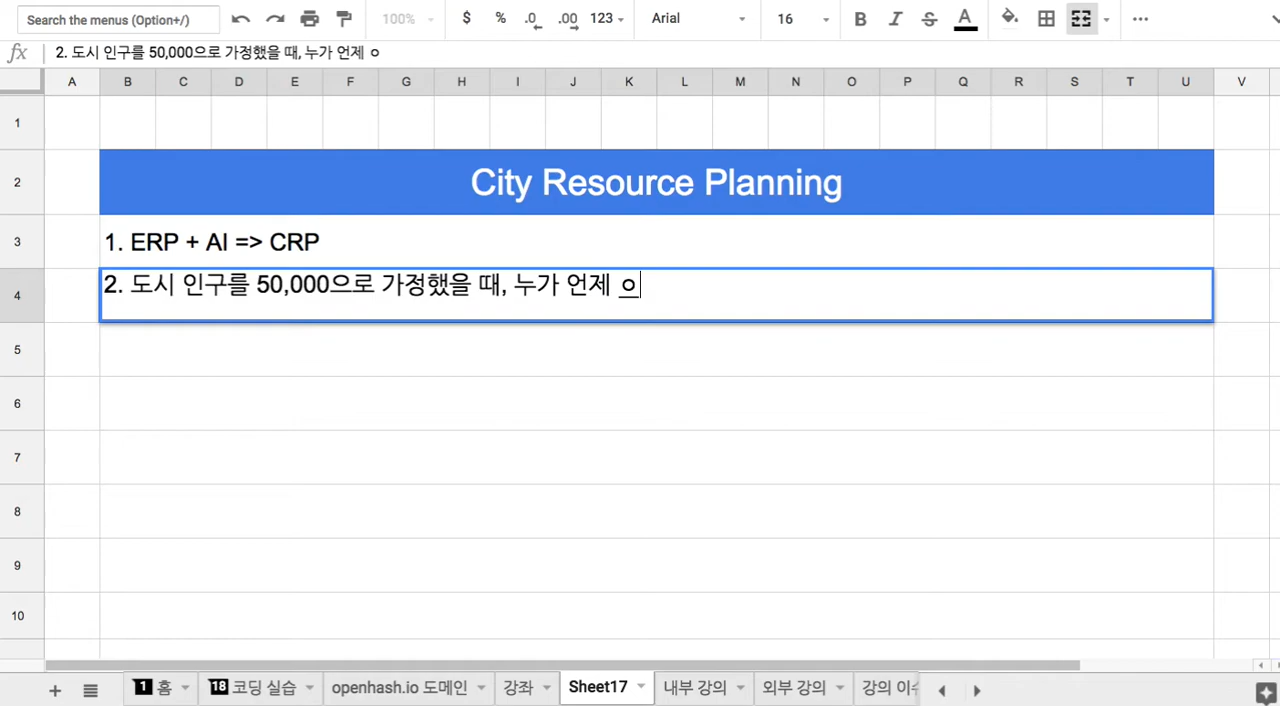 Search the menus (Option+/) 100% $ % .0 .00 123 Arial 16 B I S A
fx 2. 도시 인구를 50,000으로 가정했을 때, 누가 언제 ㅇ
A B C D E F G H I J K L M N O P Q R S T U V
1
2 City Resource Planning
3 1. ERP + AI => CRP
4 2. 도시 인구를 50,000으로 가정했을 때, 누가 언제 ㅇ
5
6
7
8
9
10
+ 1 홈 18 코딩 실습 openhash.io 도메인 강좌 Sheet17 내부 강의 외부 강의 강의 이